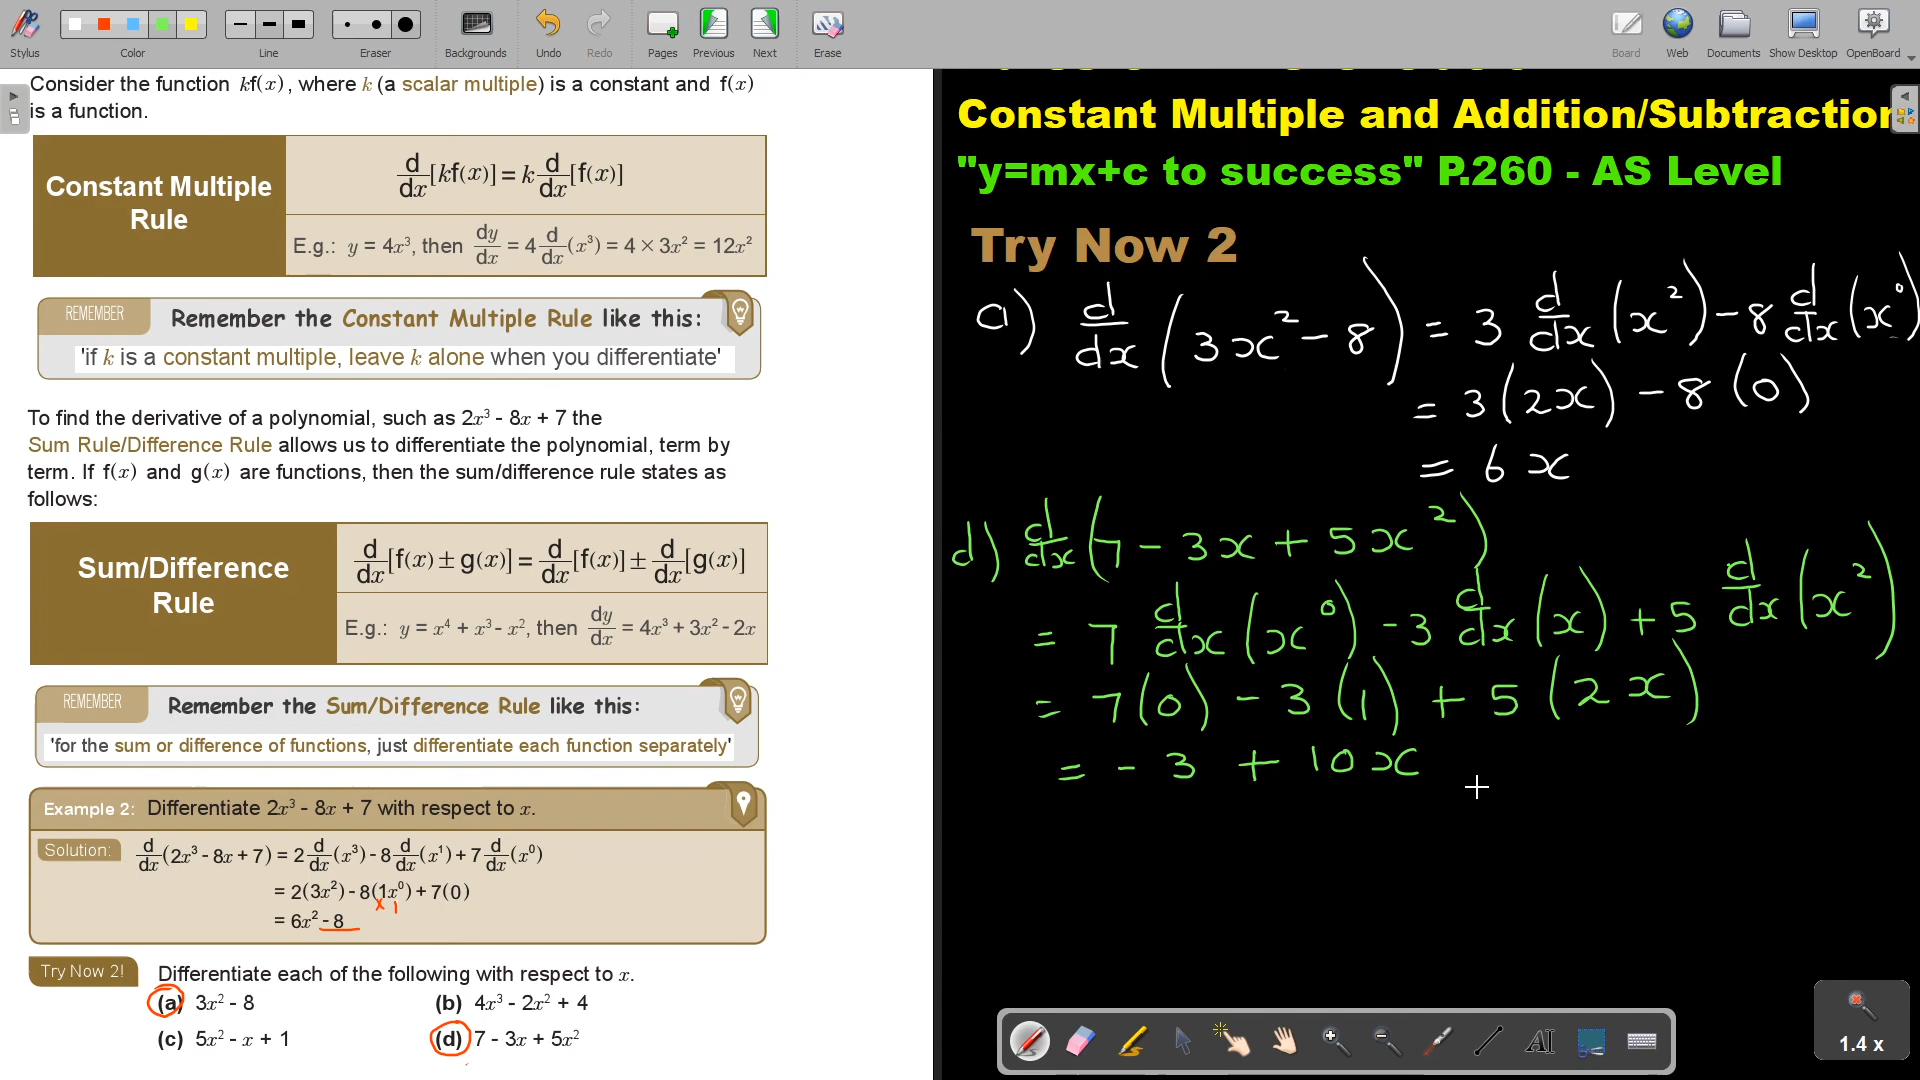 Stylus Color Line Eraser Backgrounds Undo Redo Pages Previous Next Erase Board Web Documents Show Desktop OpenBoard
Consider the function kf(x), where k (a scalar multiple) is a constant and f(x)
is a function.
Constant Multiple
Rule
d/dx[kf(x)] = k d/dx[f(x)]
E.g.: y = 4x³, then dy/dx = 4 d/dx(x³) = 4 × 3x² = 12x²
REMEMBER
Remember the Constant Multiple Rule like this:
'if k is a constant multiple, leave k alone when you differentiate'
To find the derivative of a polynomial, such as 2x³ - 8x + 7 the
Sum Rule/Difference Rule allows us to differentiate the polynomial, term by
term. If f(x) and g(x) are functions, then the sum/difference rule states as
follows:
Sum/Difference
Rule
d/dx[f(x) ± g(x)] = d/dx[f(x)] ± d/dx[g(x)]
E.g.: y = x⁴ + x³ - x², then dy/dx = 4x³ + 3x² - 2x
REMEMBER
Remember the Sum/Difference Rule like this:
'for the sum or difference of functions, just differentiate each function separately'
Example 2: Differentiate 2x³ - 8x + 7 with respect to x.
Solution: d/dx(2x³ - 8x + 7) = 2 d/dx(x³) - 8 d/dx(x¹) + 7 d/dx(x⁰)
= 2(3x²) - 8(1x⁰) + 7(0)
x 1
= 6x² - 8
Try Now 2! Differentiate each of the following with respect to x.
(a) 3x² - 8 (b) 4x³ - 2x² + 4
(c) 5x² - x + 1 (d) 7 - 3x + 5x²
Constant Multiple and Addition/Subtraction
"y=mx+c to success" P.260 - AS Level
Try Now 2
a) d/dx (3x² - 8) = 3 d/dx (x²) - 8 d/dx (x⁰)
= 3(2x) - 8(0)
= 6x
d) d/dx (7 - 3x + 5x²)
= 7 d/dx (x⁰) - 3 d/dx (x) + 5 d/dx (x²)
= 7(0) - 3(1) + 5(2x)
= - 3 + 10x
1.4 x